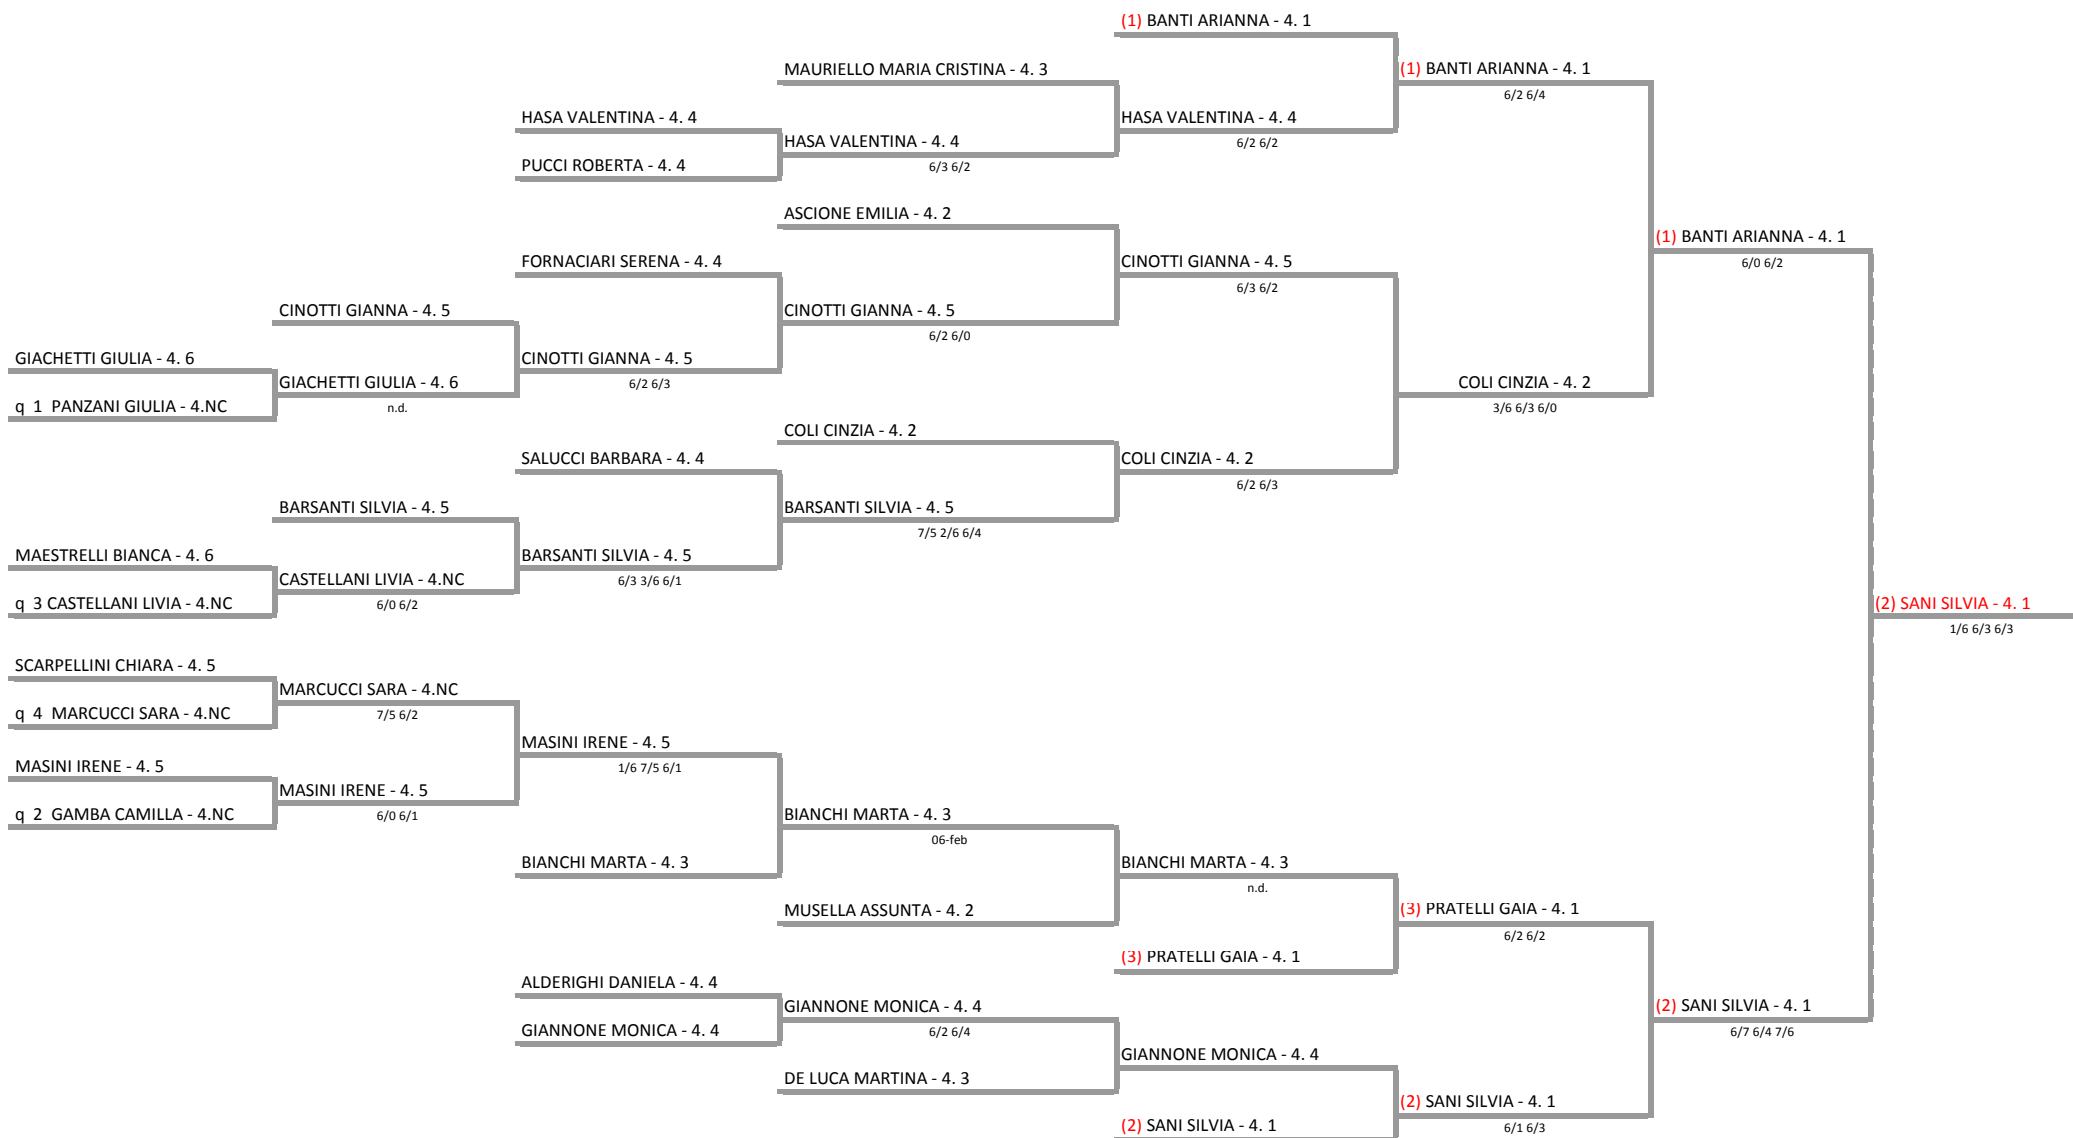 (1) BANTI ARIANNA - 4. 1
MAURIELLO MARIA CRISTINA - 4. 3
(1) BANTI ARIANNA - 4. 1
6/2 6/4
HASA VALENTINA - 4. 4
HASA VALENTINA - 4. 4
6/2 6/2
HASA VALENTINA - 4. 4
6/3 6/2
PUCCI ROBERTA - 4. 4
ASCIONE EMILIA - 4. 2
(1) BANTI ARIANNA - 4. 1
6/0 6/2
FORNACIARI SERENA - 4. 4
CINOTTI GIANNA - 4. 5
6/3 6/2
CINOTTI GIANNA - 4. 5
CINOTTI GIANNA - 4. 5
6/2 6/0
GIACHETTI GIULIA - 4. 6
CINOTTI GIANNA - 4. 5
6/2 6/3
GIACHETTI GIULIA - 4. 6
n.d.
COLI CINZIA - 4. 2
3/6 6/3 6/0
q 1 PANZANI GIULIA - 4.NC
COLI CINZIA - 4. 2
SALUCCI BARBARA - 4. 4
COLI CINZIA - 4. 2
6/2 6/3
BARSANTI SILVIA - 4. 5
BARSANTI SILVIA - 4. 5
7/5 2/6 6/4
MAESTRELLI BIANCA - 4. 6
BARSANTI SILVIA - 4. 5
6/3 3/6 6/1
CASTELLANI LIVIA - 4.NC
6/0 6/2
q 3 CASTELLANI LIVIA - 4.NC
(2) SANI SILVIA - 4. 1
1/6 6/3 6/3
SCARPELLINI CHIARA - 4. 5
MARCUCCI SARA - 4.NC
7/5 6/2
q 4 MARCUCCI SARA - 4.NC
MASINI IRENE - 4. 5
1/6 7/5 6/1
MASINI IRENE - 4. 5
MASINI IRENE - 4. 5
6/0 6/1
q 2 GAMBA CAMILLA - 4.NC
BIANCHI MARTA - 4. 3
06-feb
BIANCHI MARTA - 4. 3
BIANCHI MARTA - 4. 3
n.d.
MUSELLA ASSUNTA - 4. 2
(3) PRATELLI GAIA - 4. 1
6/2 6/2
(3) PRATELLI GAIA - 4. 1
ALDERIGHI DANIELA - 4. 4
GIANNONE MONICA - 4. 4
6/2 6/4
(2) SANI SILVIA - 4. 1
6/7 6/4 7/6
GIANNONE MONICA - 4. 4
GIANNONE MONICA - 4. 4
DE LUCA MARTINA - 4. 3
(2) SANI SILVIA - 4. 1
6/1 6/3
(2) SANI SILVIA - 4. 1